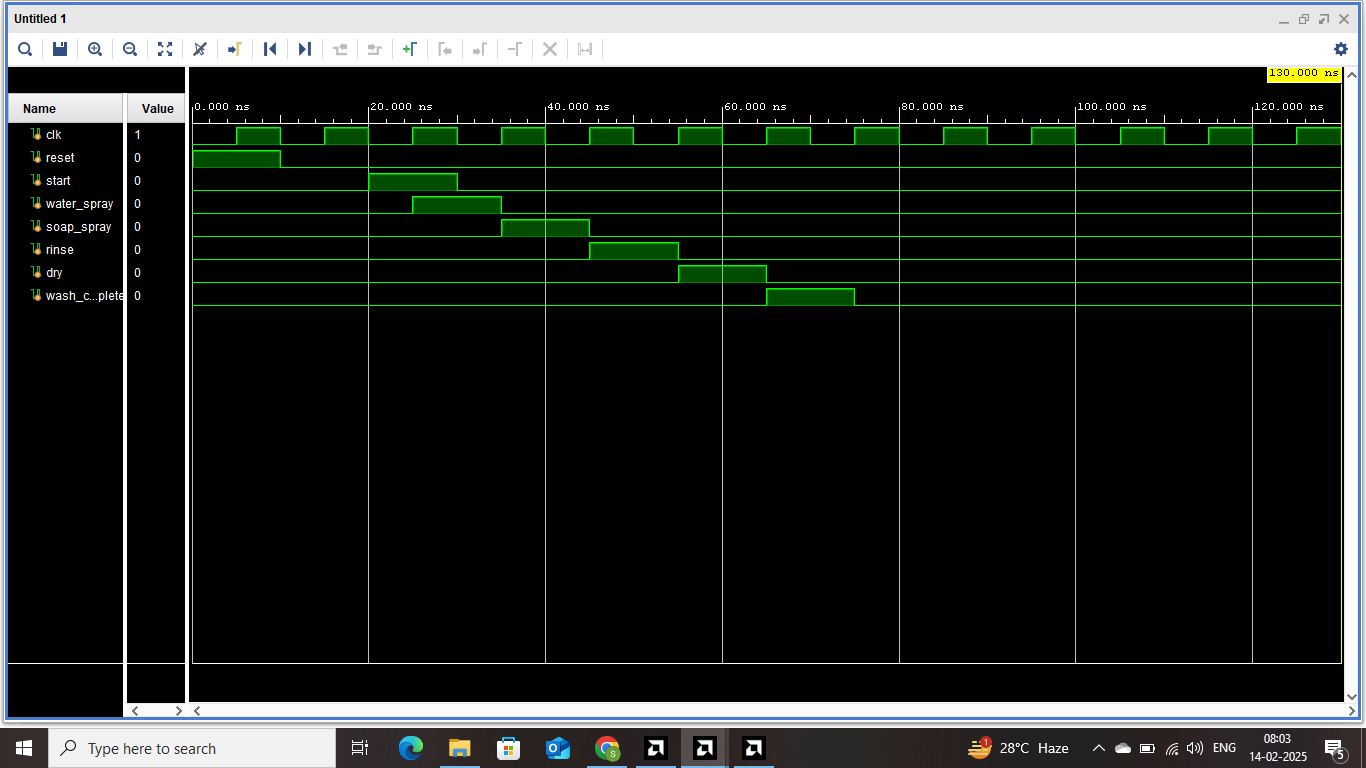 Untitled 1
130.000 ns
Name Value
0.000 ns 20.000 ns 40.000 ns 60.000 ns 80.000 ns 100.000 ns 120.000 ns
clk 1
reset 0
start 0
water_spray 0
soap_spray 0
rinse 0
dry 0
wash_c...plete 0
Type here to search
S
1
28°C Haze
ENG
08:03
14-02-2025
5